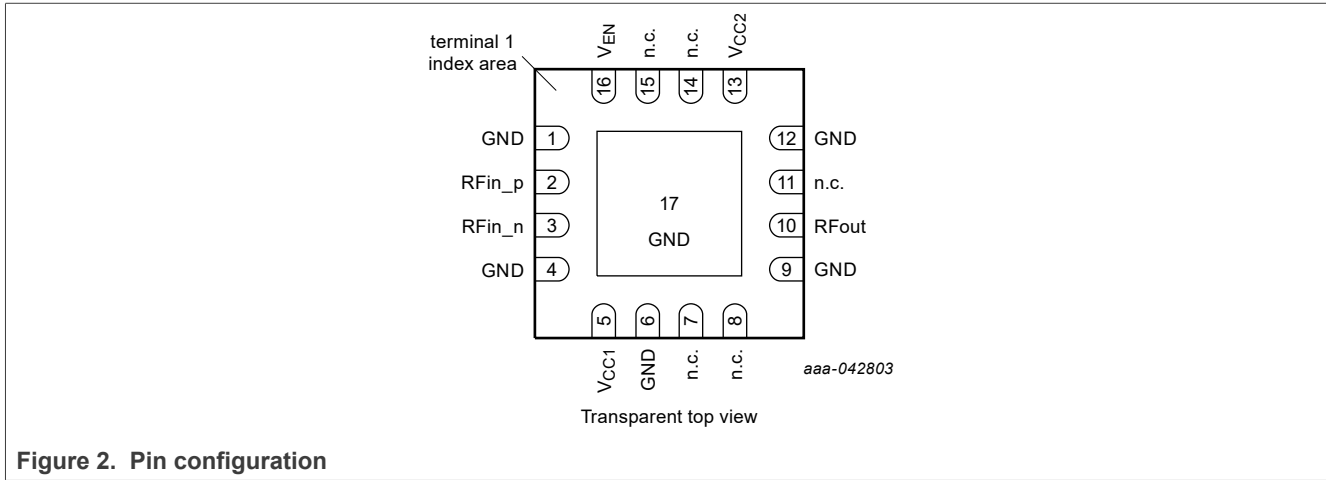 terminal 1
index area
VEN
n.c.
n.c.
VCC2
16
15
14
13
GND 1
12 GND
RFin_p 2
11 n.c.
RFin_n 3
10 RFout
GND 4
9 GND
17
GND
5
6
7
8
VCC1
GND
n.c.
n.c.
aaa-042803
Transparent top view
Figure 2. Pin configuration